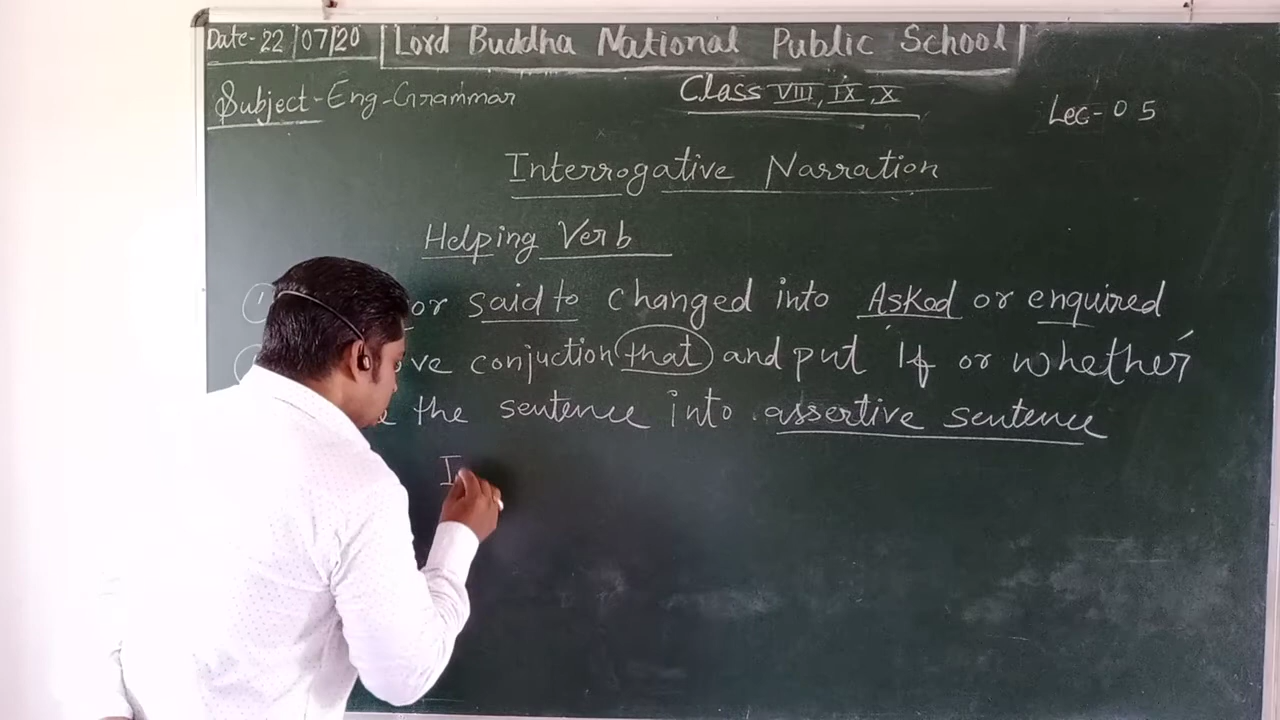 Date-22/07/20 Lord Buddha National Public School
Subject-Eng-Grammar Class VIII, IX, X Lec-05
Interrogative Narration
Helping Verb
or said to changed into Asked or enquired
conjuction that and put if or whether
the sentence into assertive sentence
I